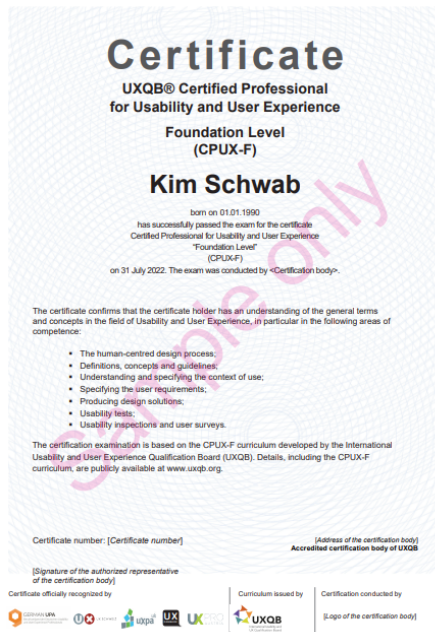 Certificate
UXQB® Certified Professional
for Usability and User Experience
Foundation Level
(CPUX-F)
Kim Schwab
born on 01.01.1990
has successfully passed the exam for the certificate
Certified Professional for Usability and User Experience
"Foundation Level"
(CPUX-F)
on 31 July 2022. The exam was conducted by <Certification body>.
Sample only
The certificate confirms that the certificate holder has an understanding of the general terms
and concepts in the field of Usability and User Experience, in particular in the following areas of
competence:
▪ The human-centred design process;
▪ Definitions, concepts and guidelines;
▪ Understanding and specifying the context of use;
▪ Specifying the user requirements;
▪ Producing design solutions;
▪ Usability tests;
▪ Usability inspections and user surveys.
The certification examination is based on the CPUX-F curriculum developed by the International
Usability and User Experience Qualification Board (UXQB). Details, including the CPUX-F
curriculum, are publicly available at www.uxqb.org.
Certificate number: [Certificate number]
[Address of the certification body]
Accredited certification body of UXQB
[Signature of the authorized representative
of the certification body]
Certificate officially recognized by
Curriculum issued by
Certification conducted by
GERMAN UPA
uxpa
UX
UXQB
[Logo of the certification body]